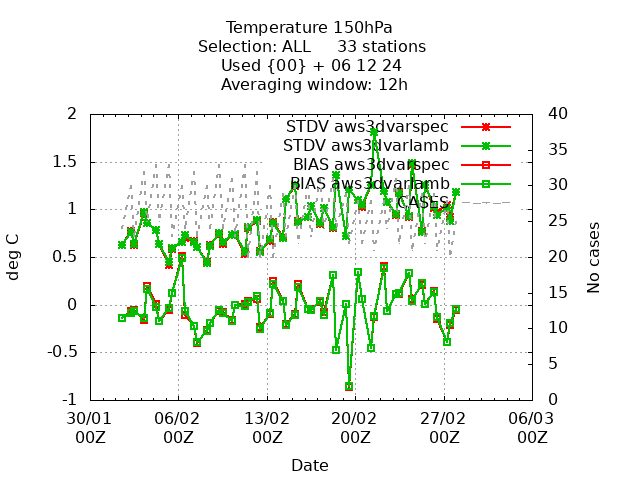 Temperature 150hPa
Selection: ALL 33 stations
Used {00} + 06 12 24
Averaging window: 12h
STDV aws3dvarspec
STDV aws3dvarlamb
BIAS aws3dvarspec
BIAS aws3dvarlamb
CASES
2
1.5
1
0.5
0
-0.5
-1
deg C
40
35
30
25
20
15
10
5
0
No cases
30/01 06/02 13/02 20/02 27/02 06/03
00Z 00Z 00Z 00Z 00Z 00Z
Date